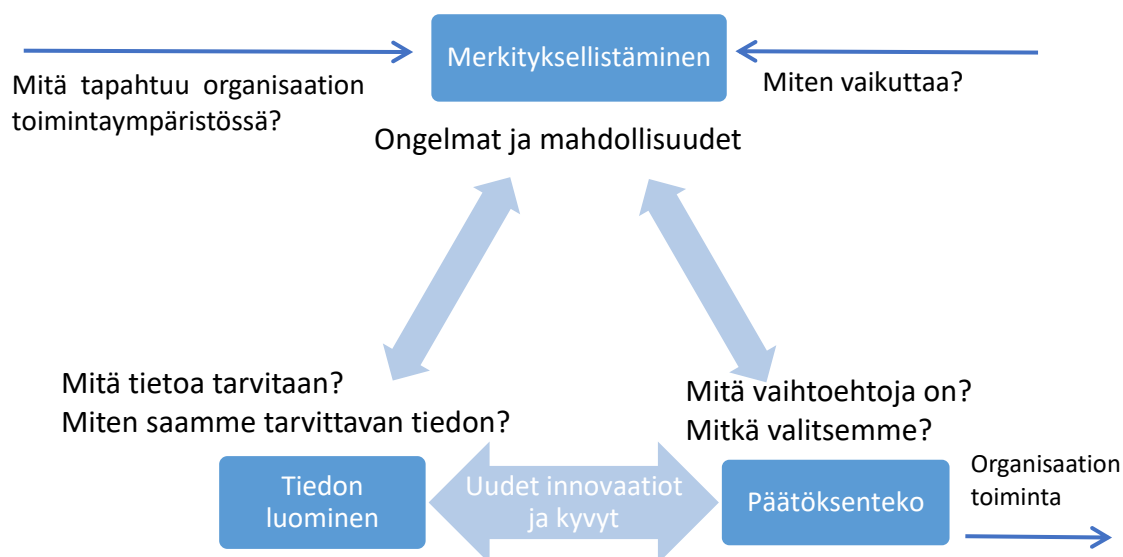 Merkityksellistäminen
Mitä tapahtuu organisaation
toimintaympäristössä?
Miten vaikuttaa?
Ongelmat ja mahdollisuudet
Mitä tietoa tarvitaan?
Miten saamme tarvittavan tiedon?
Mitä vaihtoehtoja on?
Mitkä valitsemme?
Tiedon
luominen
Uudet innovaatiot
ja kyvyt
Päätöksenteko
Organisaation
toiminta